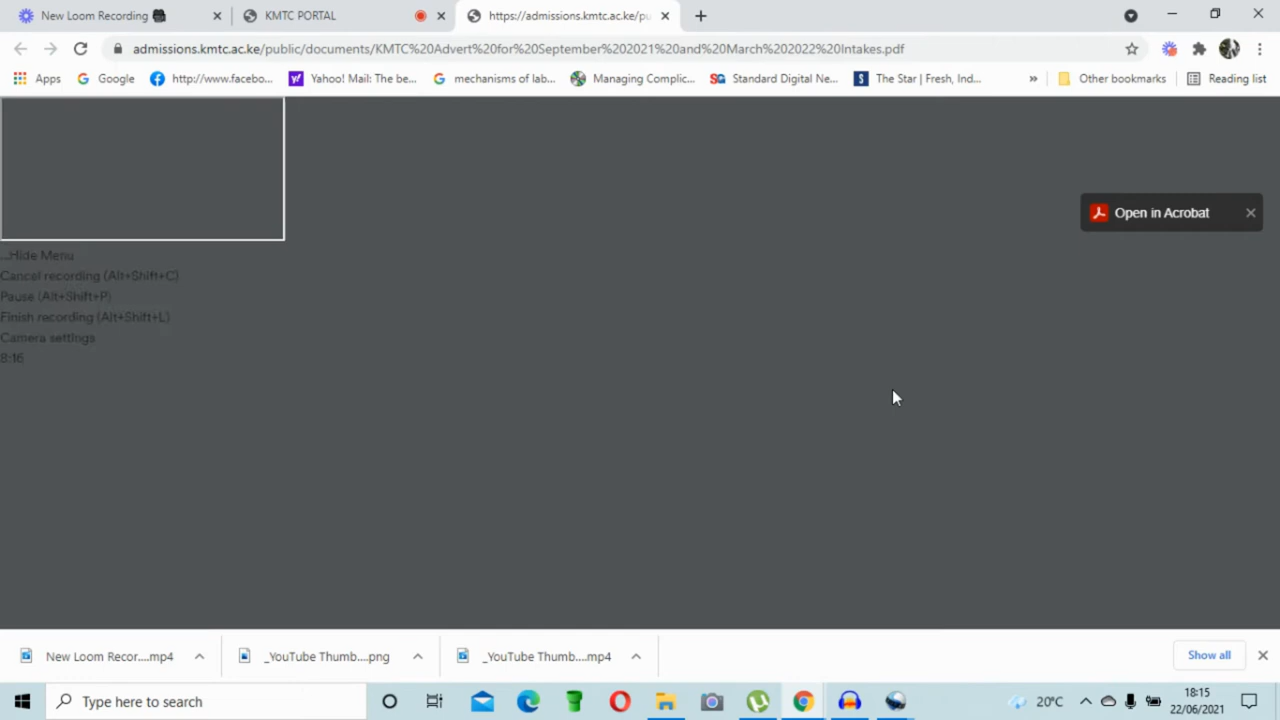 New Loom Recording
KMTC PORTAL
https://admissions.kmtc.ac.ke/pu
admissions.kmtc.ac.ke/public/documents/KMTC%20Advert%20for%20September%202021%20and%20March%202022%20Intakes.pdf
Apps
Google
http://www.facebo...
Yahoo! Mail: The be...
mechanisms of lab...
Managing Complic...
Standard Digital Ne...
The Star | Fresh, Ind...
»
Other bookmarks
Reading list
Open in Acrobat
...Hide Menu
Cancel recording (Alt+Shift+C)
Pause (Alt+Shift+P)
Finish recording (Alt+Shift+L)
Camera settings
8:16
New Loom Recor....mp4
_YouTube Thumb....png
_YouTube Thumb....mp4
Show all
Type here to search
20°C
18:15
22/06/2021